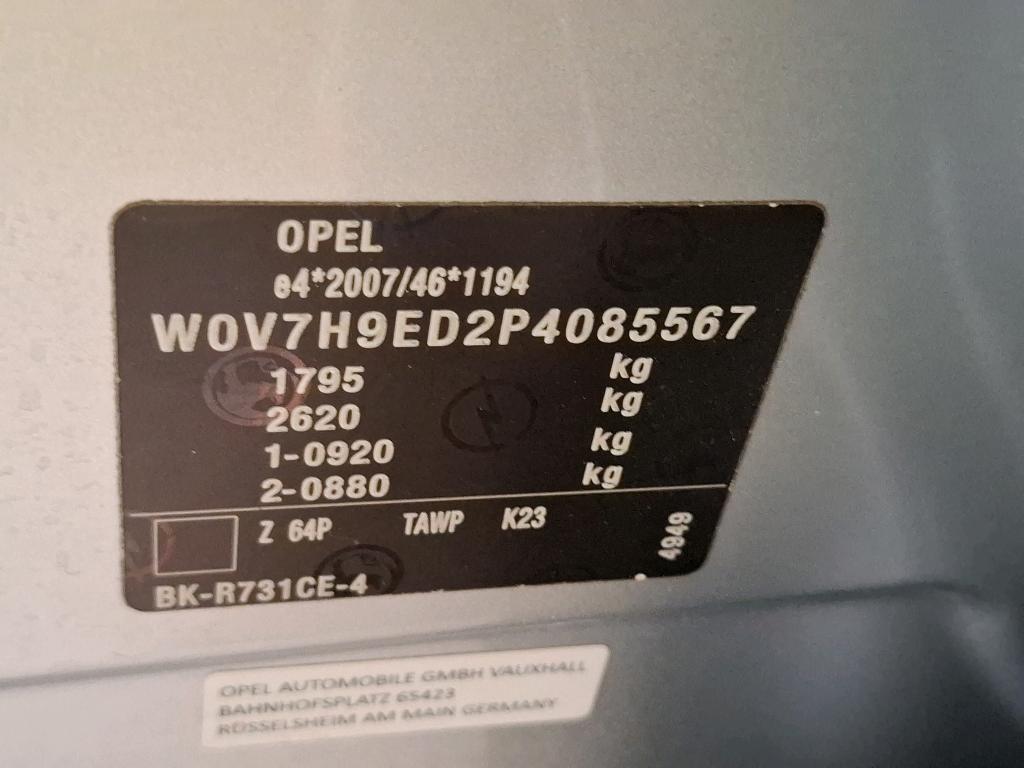 OPEL
e4*2007/46*1194
W0V7H9ED2P4085567
1795 kg
2620 kg
1-0920 kg
2-0880 kg
Z 64P TAWP K23
4949
BK-R731CE-4
OPEL AUTOMOBILE GMBH VAUXHALL
BAHNHOFSPLATZ 65423
RÜSSELSHEIM AM MAIN GERMANY